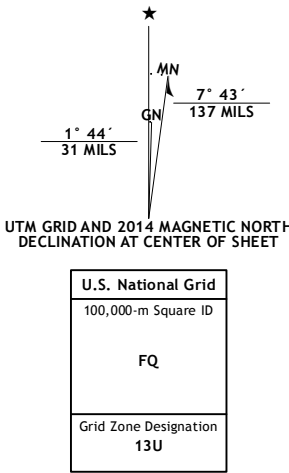 MN
7° 43´
137 MILS
GN
1° 44´
31 MILS
UTM GRID AND 2014 MAGNETIC NORTH
DECLINATION AT CENTER OF SHEET
U.S. National Grid
100,000-m Square ID
FQ
Grid Zone Designation
13U